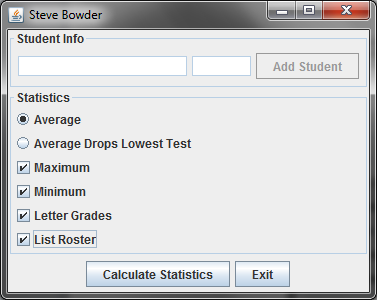 Steve Bowder
Student Info
Add Student
Statistics
Average
Average Drops Lowest Test
Maximum
Minimum
Letter Grades
List Roster
Calculate Statistics Exit